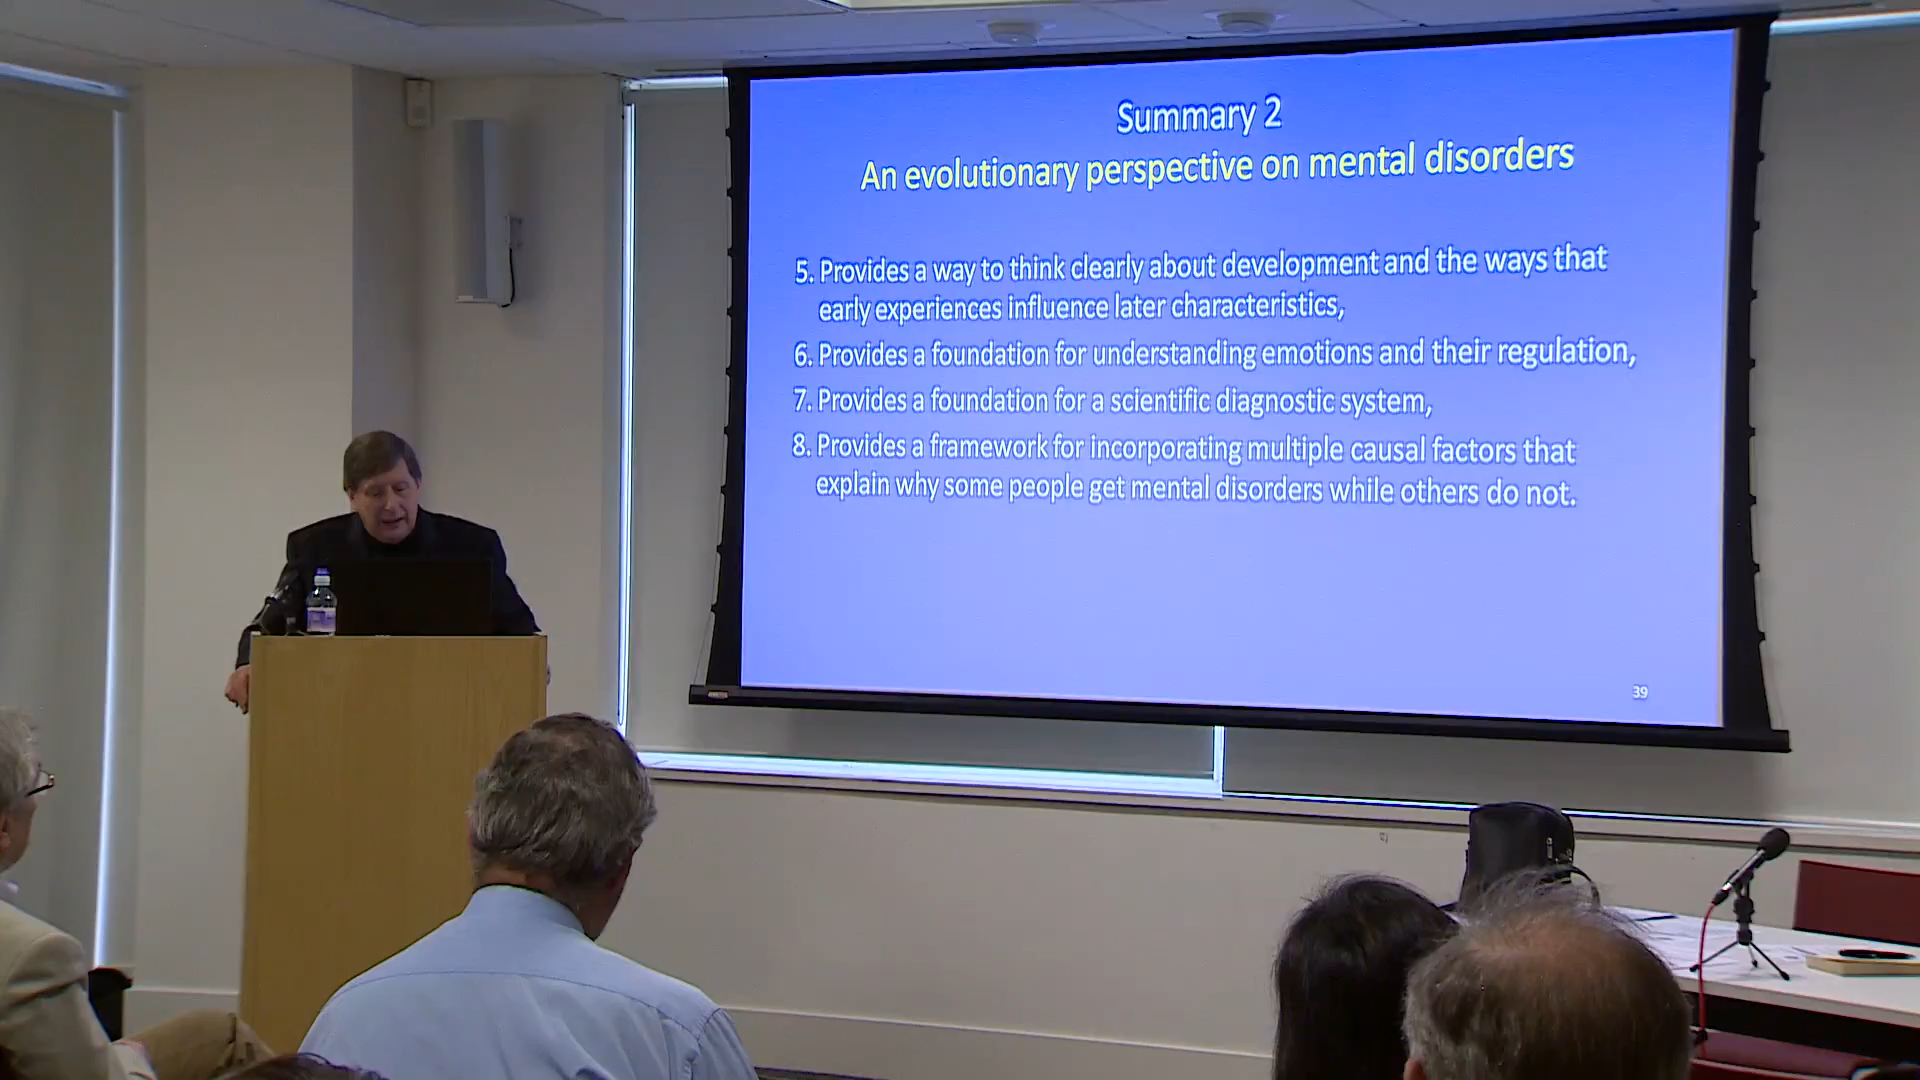 Summary 2
An evolutionary perspective on mental disorders
5. Provides a way to think clearly about development and the ways that
early experiences influence later characteristics,
6. Provides a foundation for understanding emotions and their regulation,
7. Provides a foundation for a scientific diagnostic system,
8. Provides a framework for incorporating multiple causal factors that
explain why some people get mental disorders while others do not.
39